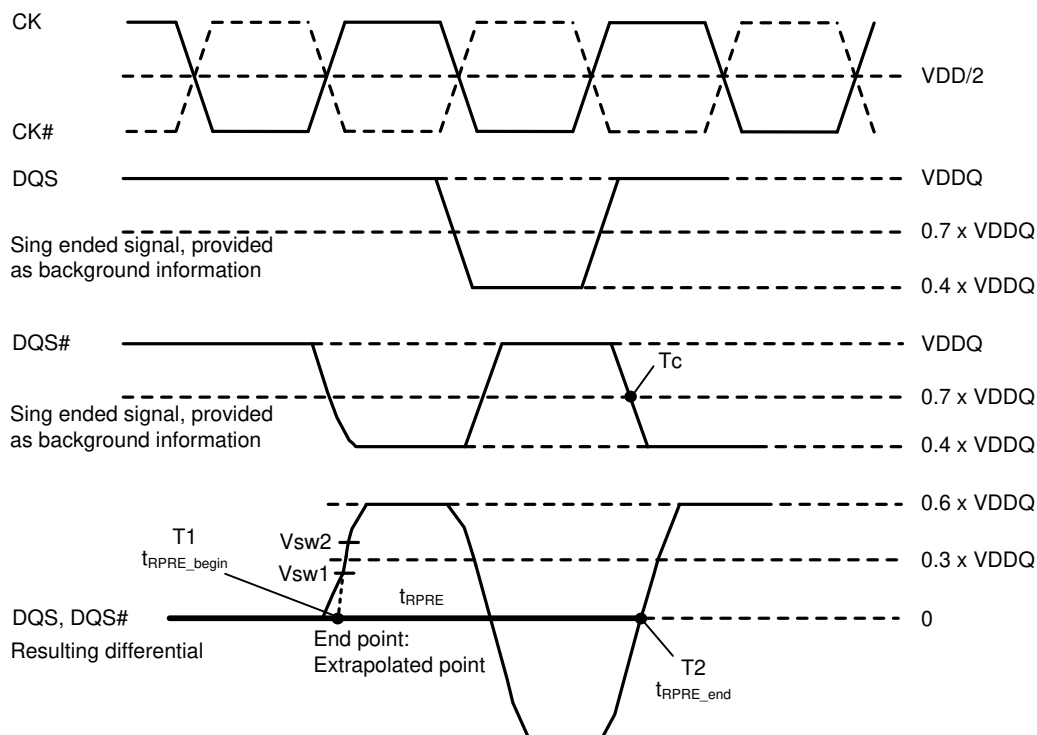 CK
VDD/2
CK#
DQS
VDDQ
0.7 x VDDQ
Sing ended signal, provided
as background information
0.4 x VDDQ
DQS#
VDDQ
Tc
0.7 x VDDQ
Sing ended signal, provided
as background information
0.4 x VDDQ
0.6 x VDDQ
T1
tRPRE_begin
Vsw2
0.3 x VDDQ
Vsw1
tRPRE
DQS, DQS#
0
Resulting differential
End point:
Extrapolated point
T2
tRPRE_end